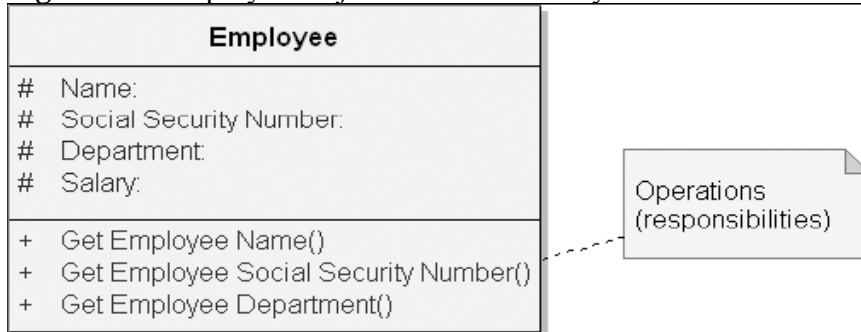 Employee
# Name:
# Social Security Number:
# Department:
# Salary:
+ Get Employee Name()
+ Get Employee Social Security Number()
+ Get Employee Department()
Operations
(responsibilities)